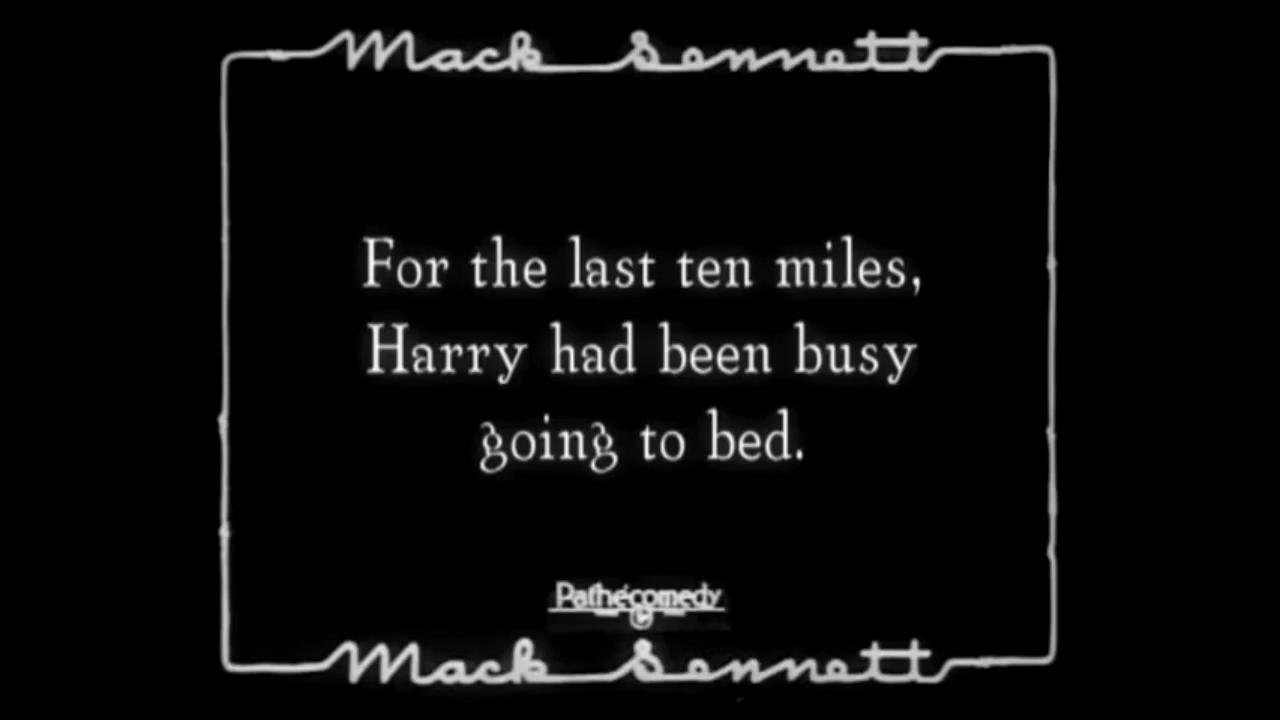 Mack Sennett
For the last ten miles,
Harry had been busy
going to bed.
Pathécomedy
©
Mack Sennett